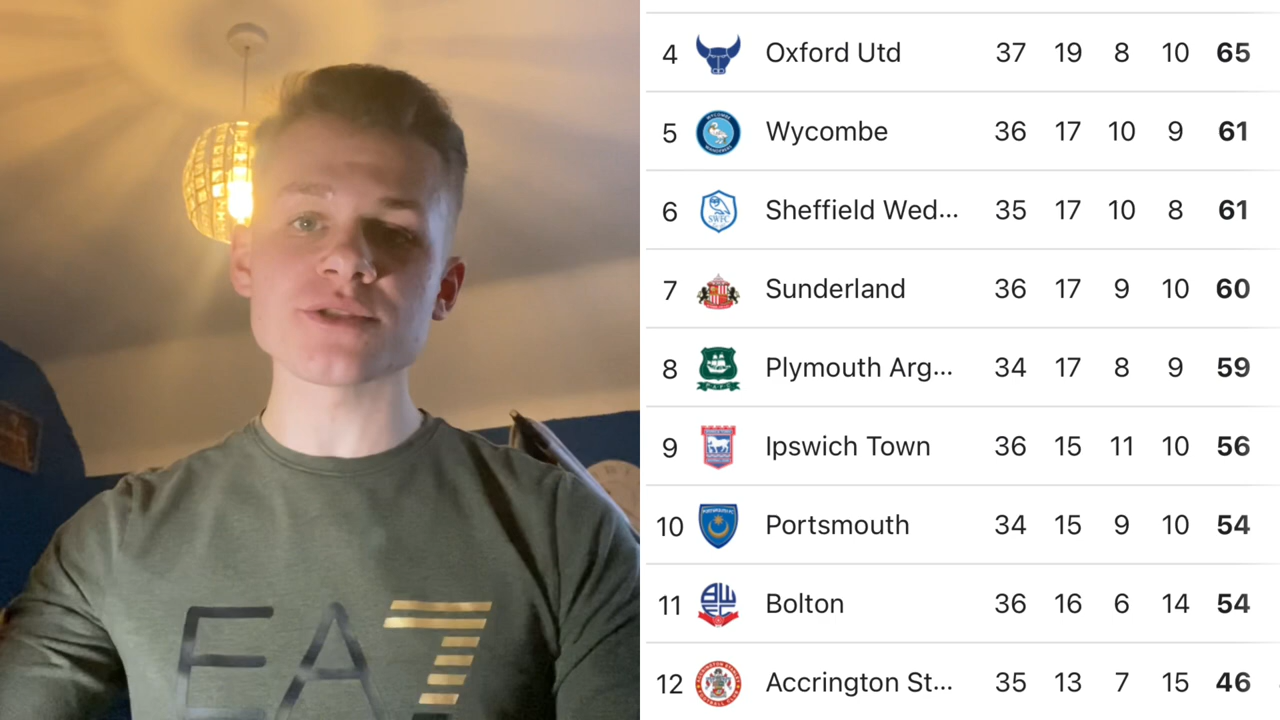 EA7
4 Oxford Utd 37 19 8 10 65
5 Wycombe 36 17 10 9 61
6 Sheffield Wed... 35 17 10 8 61
7 Sunderland 36 17 9 10 60
8 Plymouth Arg... 34 17 8 9 59
9 Ipswich Town 36 15 11 10 56
10 Portsmouth 34 15 9 10 54
11 Bolton 36 16 6 14 54
12 Accrington St... 35 13 7 15 46